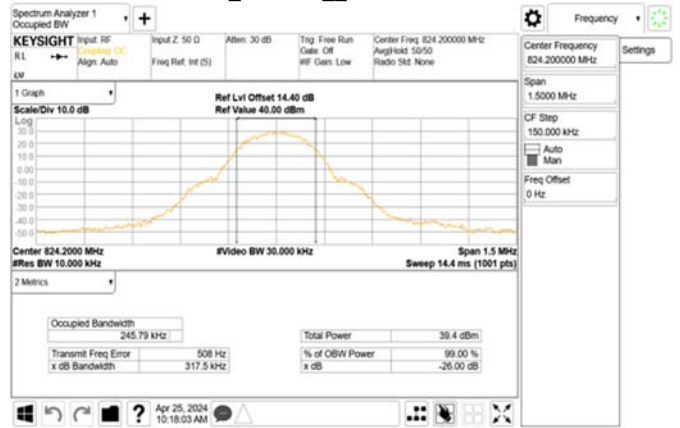 Spectrum Analyzer 1
Occupied BW
+
Frequency
KEYSIGHT
RL
Input: RF
Coupling: DC
Align: Auto
Input Z: 50 Ω
Freq Ref: Int (S)
Atten: 30 dB
Trig: Free Run
Gate: Off
#IF Gain: Low
Center Freq: 824.200000 MHz
Avg|Hold: 50/50
Radio Std: None
1 Graph
Scale/Div 10.0 dB
Ref Lvl Offset 14.40 dB
Ref Value 40.00 dBm
Log
30.0
20.0
10.0
0.00
-10.0
-20.0
-30.0
-40.0
-50.0
Center 824.2000 MHz
#Res BW 10.000 kHz
#Video BW 30.000 kHz
Span 1.5 MHz
Sweep 14.4 ms (1001 pts)
2 Metrics
Occupied Bandwidth
245.79 kHz
Total Power 39.4 dBm
Transmit Freq Error 508 Hz
% of OBW Power 99.00 %
x dB Bandwidth 317.5 kHz
x dB -26.00 dB
Apr 25, 2024
10:18:03 AM
Center Frequency
824.200000 MHz
Settings
Span
1.5000 MHz
CF Step
150.000 kHz
Auto
Man
Freq Offset
0 Hz